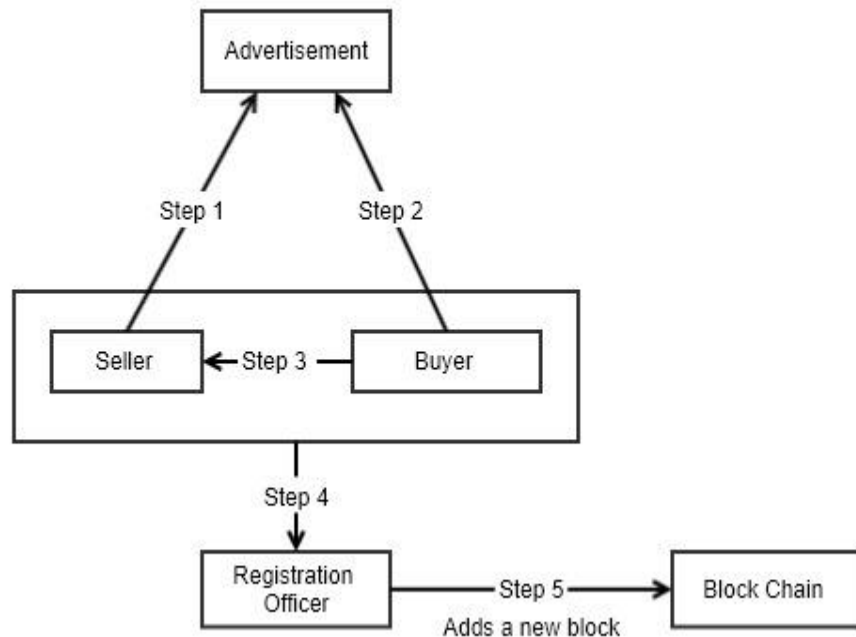 Advertisement
Step 1
Step 2
Seller
Step 3
Buyer
Step 4
Registration
Officer
Step 5
Adds a new block
Block Chain